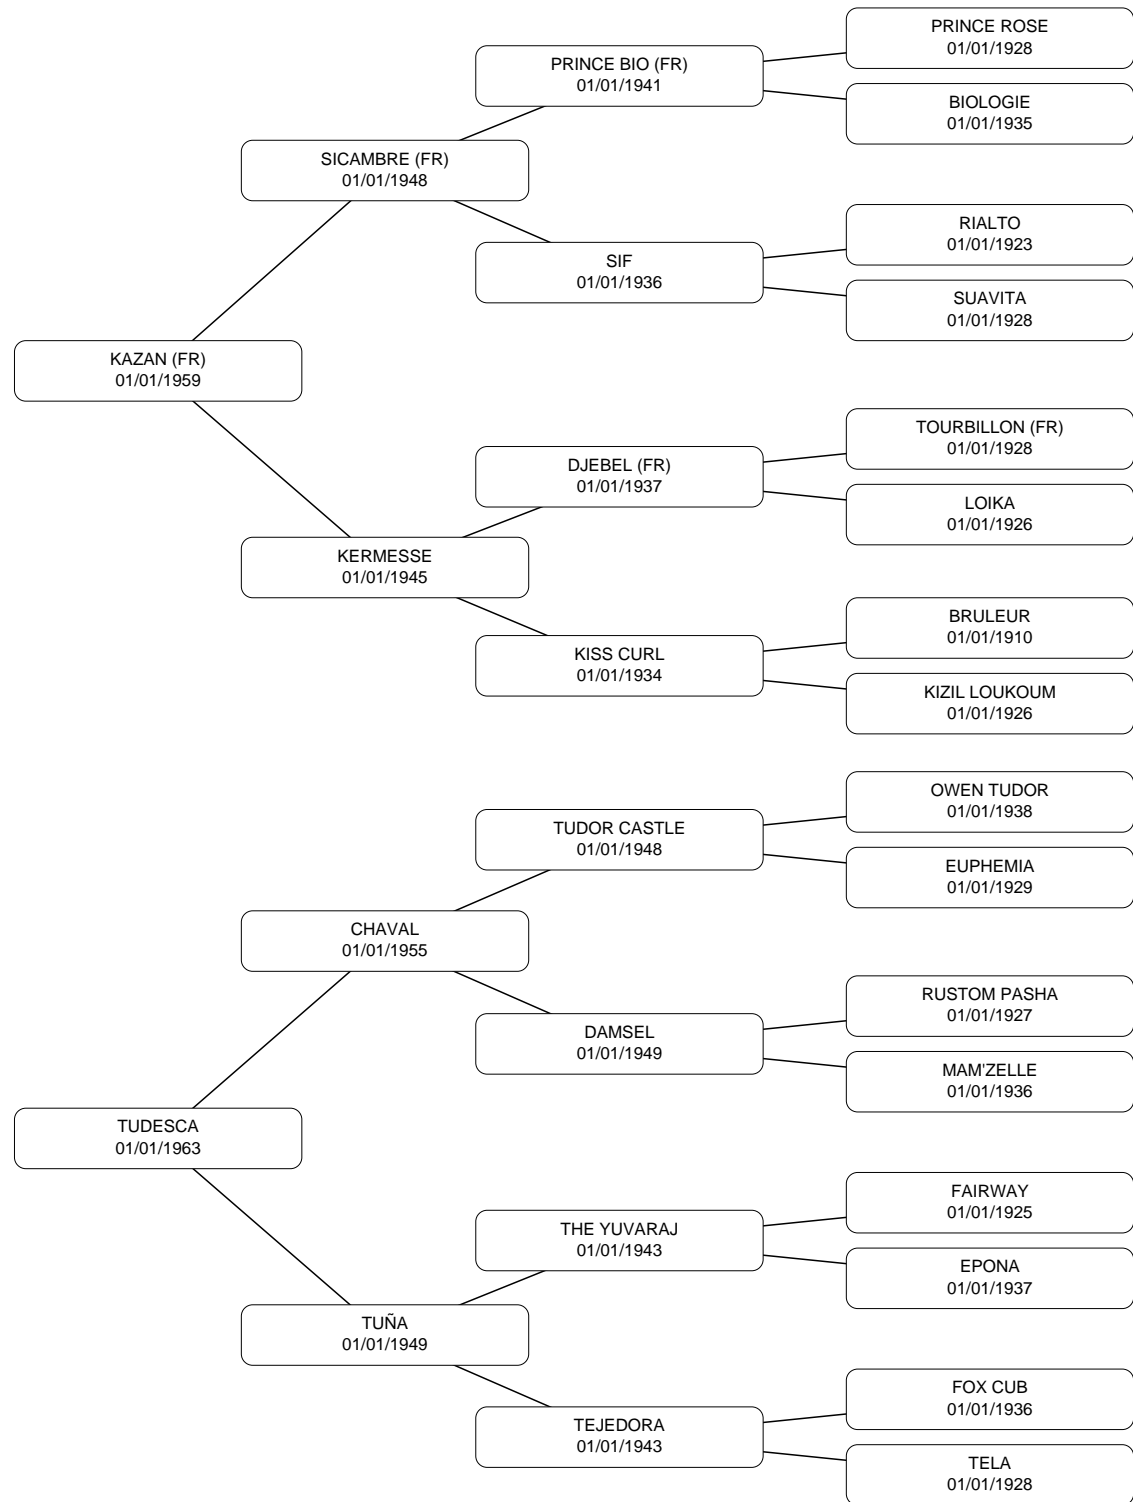 PRINCE ROSE
01/01/1928
PRINCE BIO (FR)
01/01/1941
BIOLOGIE
01/01/1935
SICAMBRE (FR)
01/01/1948
RIALTO
01/01/1923
SIF
01/01/1936
SUAVITA
01/01/1928
KAZAN (FR)
01/01/1959
TOURBILLON (FR)
01/01/1928
DJEBEL (FR)
01/01/1937
LOIKA
01/01/1926
KERMESSE
01/01/1945
BRULEUR
01/01/1910
KISS CURL
01/01/1934
KIZIL LOUKOUM
01/01/1926
OWEN TUDOR
01/01/1938
TUDOR CASTLE
01/01/1948
EUPHEMIA
01/01/1929
CHAVAL
01/01/1955
RUSTOM PASHA
01/01/1927
DAMSEL
01/01/1949
MAM'ZELLE
01/01/1936
TUDESCA
01/01/1963
FAIRWAY
01/01/1925
THE YUVARAJ
01/01/1943
EPONA
01/01/1937
TUÑA
01/01/1949
FOX CUB
01/01/1936
TEJEDORA
01/01/1943
TELA
01/01/1928